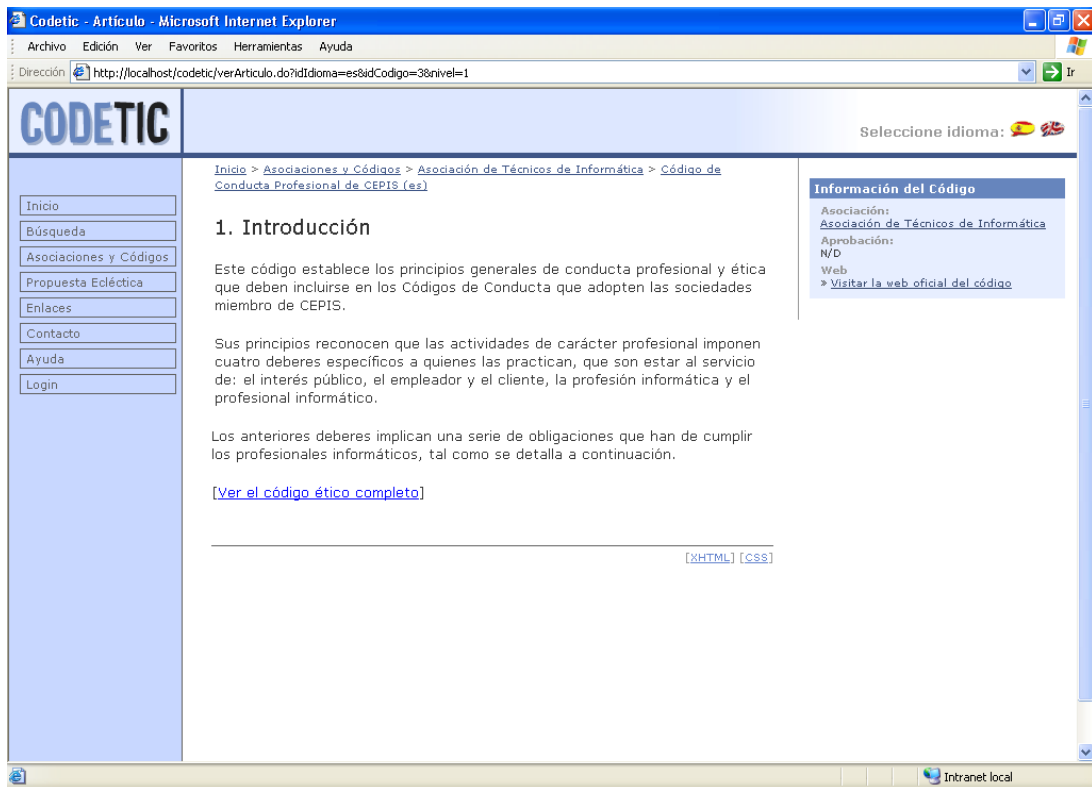 Codetic - Artículo - Microsoft Internet Explorer
Archivo Edición Ver Favoritos Herramientas Ayuda
Dirección http://localhost/codetic/verArticulo.do?idIdioma=es&idCodigo=3&nivel=1 Ir
CODETIC
Seleccione idioma:
Inicio
Búsqueda
Asociaciones y Códigos
Propuesta Ecléctica
Enlaces
Contacto
Ayuda
Login
Inicio > Asociaciones y Códigos > Asociación de Técnicos de Informática > Código de
Conducta Profesional de CEPIS (es)
1. Introducción
Este código establece los principios generales de conducta profesional y ética
que deben incluirse en los Códigos de Conducta que adopten las sociedades
miembro de CEPIS.
Sus principios reconocen que las actividades de carácter profesional imponen
cuatro deberes específicos a quienes las practican, que son estar al servicio
de: el interés público, el empleador y el cliente, la profesión informática y el
profesional informático.
Los anteriores deberes implican una serie de obligaciones que han de cumplir
los profesionales informáticos, tal como se detalla a continuación.
[Ver el código ético completo]
[XHTML] [CSS]
Información del Código
Asociación:
Asociación de Técnicos de Informática
Aprobación:
N/D
Web
» Visitar la web oficial del código
Intranet local